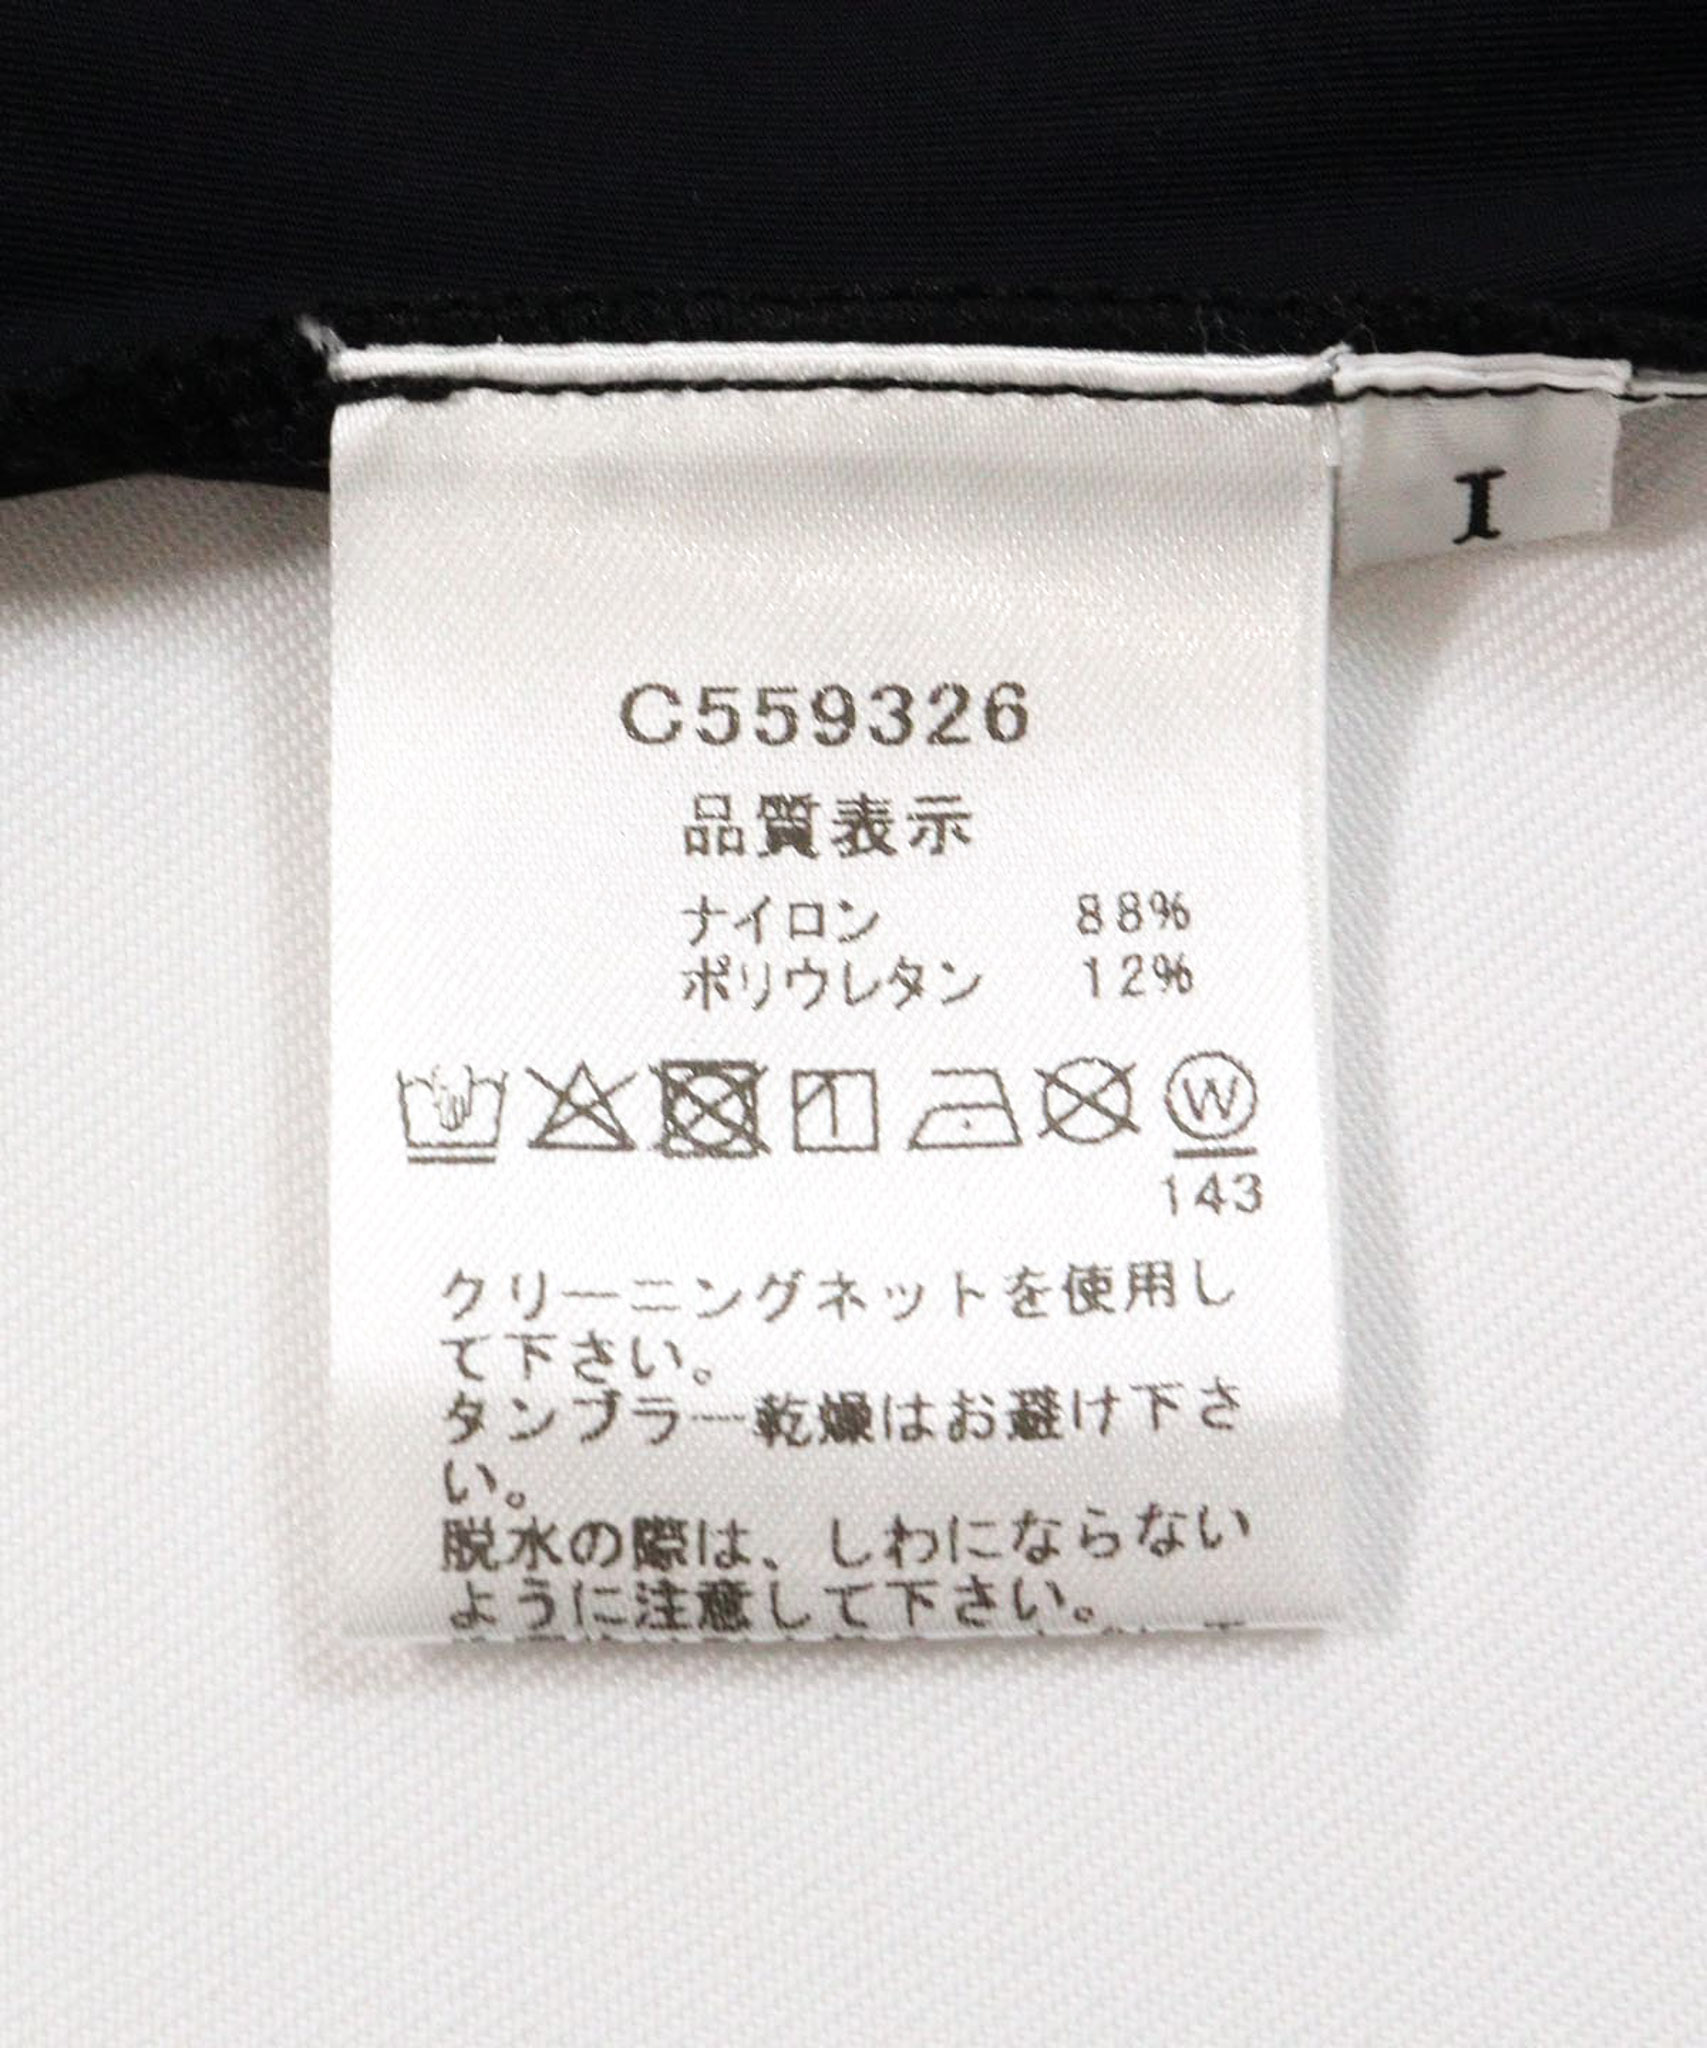 I
C559326
品質表示
ナイロン 88%
ポリウレタン 12%
W
143
クリーニングネットを使用し
て下さい。
タンブラー乾燥はお避け下さ
い。
脱水の際は、しわにならない
ように注意して下さい。